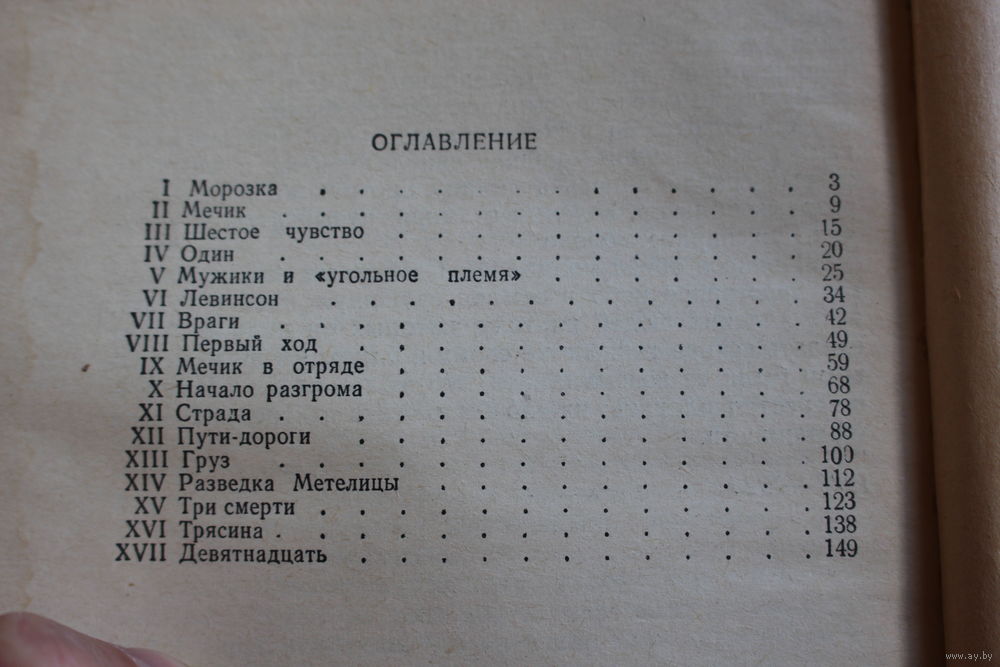 ОГЛАВЛЕНИЕ
I Морозка . . . . . . . . . . . . . 3
II Мечик . . . . . . . . . . . . . . 9
III Шестое чувство . . . . . . . . . . . 15
IV Один . . . . . . . . . . . . . . 20
V Мужики и «угольное племя» . . . . . . . 25
VI Левинсон . . . . . . . . . . . . . 34
VII Враги . . . . . . . . . . . . . . 42
VIII Первый ход . . . . . . . . . . . . 49
IX Мечик в отряде . . . . . . . . . . . 59
X Начало разгрома . . . . . . . . . . . 68
XI Страда . . . . . . . . . . . . . . 78
XII Пути-дороги . . . . . . . . . . . . 88
XIII Груз . . . . . . . . . . . . . . 100
XIV Разведка Метелицы . . . . . . . . . . 112
XV Три смерти . . . . . . . . . . . . . 123
XVI Трясина . . . . . . . . . . . . . . 138
XVII Девятнадцать . . . . . . . . . . . . 149
www.ay.by